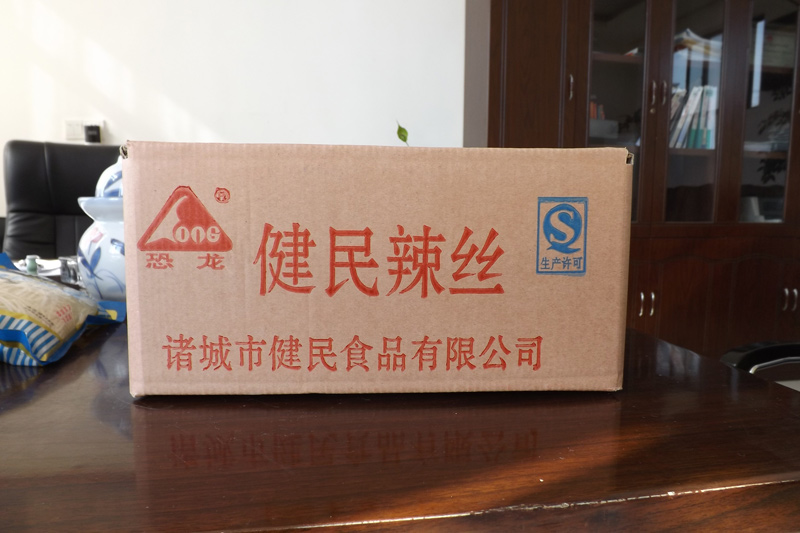 恐龙
健民辣丝
生产许可
诸城市健民食品有限公司